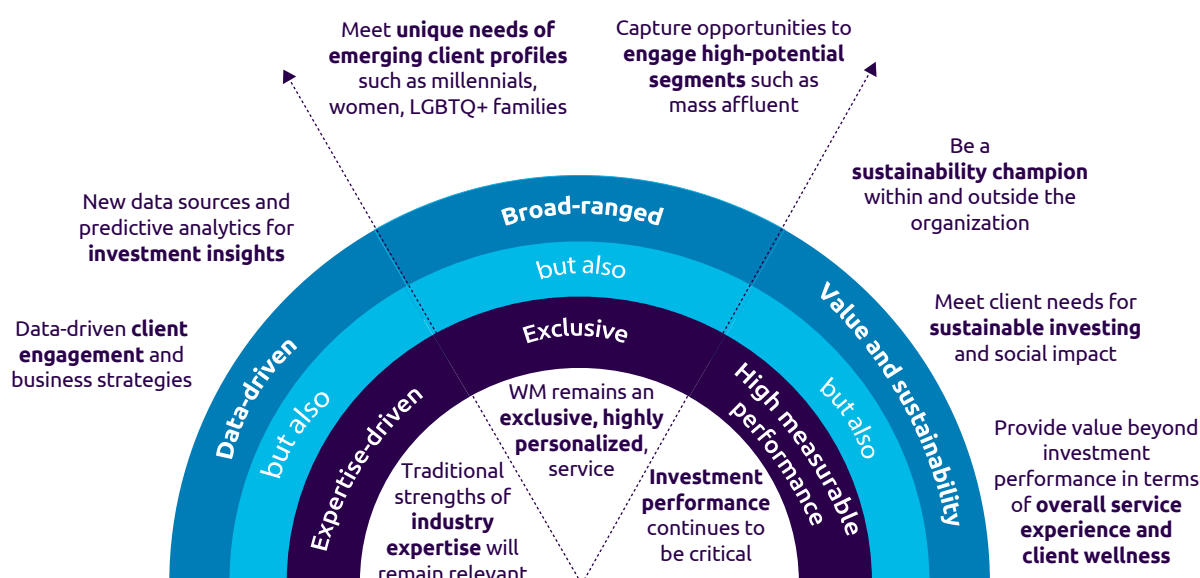 Meet unique needs of
emerging client profiles
such as millennials,
women, LGBTQ+ families
Capture opportunities to
engage high-potential
segments such as
mass affluent
Be a
sustainability champion
within and outside the
organization
New data sources and
predictive analytics for
investment insights
Data-driven client
engagement and
business strategies
Meet client needs for
sustainable investing
and social impact
Provide value beyond
investment
performance in terms
of overall service
experience and
client wellness
Data-driven
but also
Expertise-driven
Traditional
strengths of
industry
expertise will
remain relevant
Broad-ranged
but also
Exclusive
WM remains an
exclusive, highly
personalized,
service
Value and sustainability
but also
High measurable
performance
Investment
performance
continues to
be critical